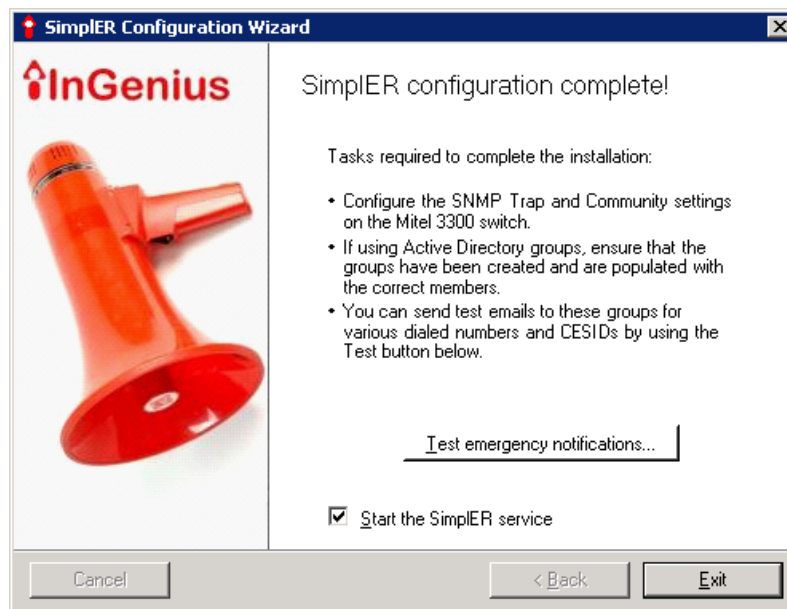 SimplER Configuration Wizard
InGenius
SimplER configuration complete!
Tasks required to complete the installation:
• Configure the SNMP Trap and Community settings
on the Mitel 3300 switch.
• If using Active Directory groups, ensure that the
groups have been created and are populated with
the correct members.
• You can send test emails to these groups for
various dialed numbers and CESIDs by using the
Test button below.
Test emergency notifications...
Start the SimplER service
Cancel
< Back
Exit